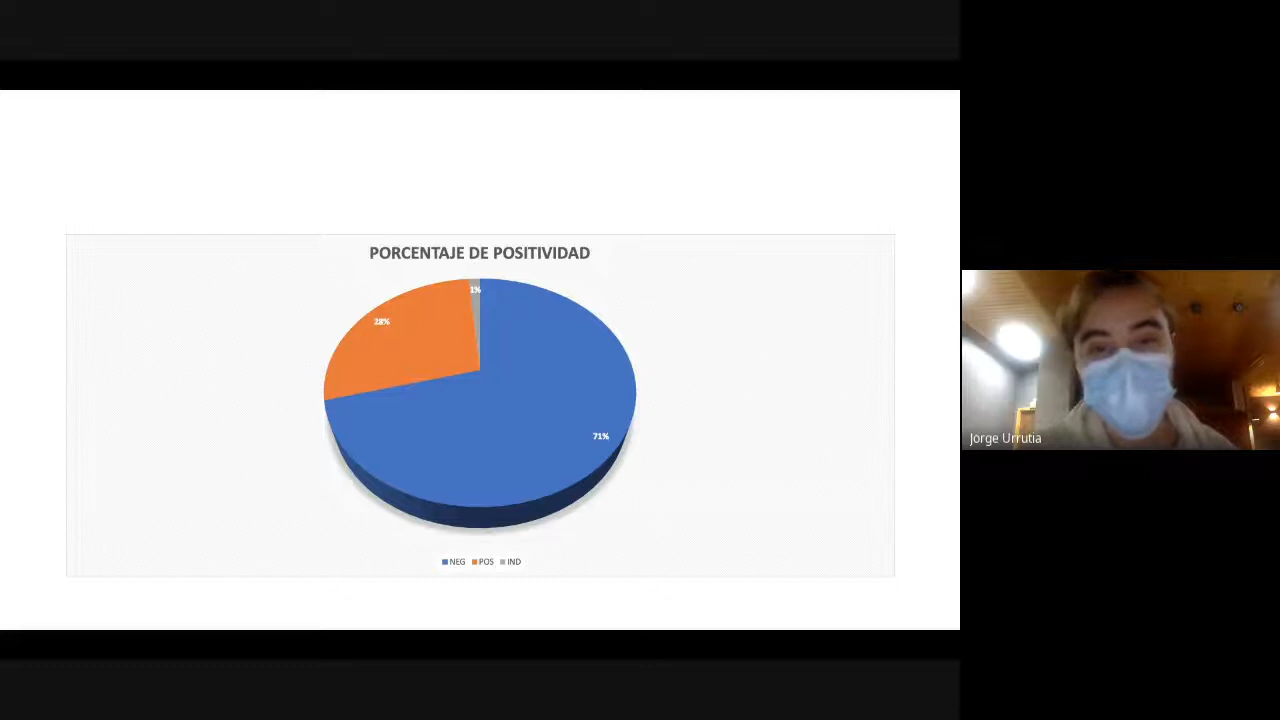 PORCENTAJE DE POSITIVIDAD
1%
28%
71%
NEG POS IND
Jorge Urrutia